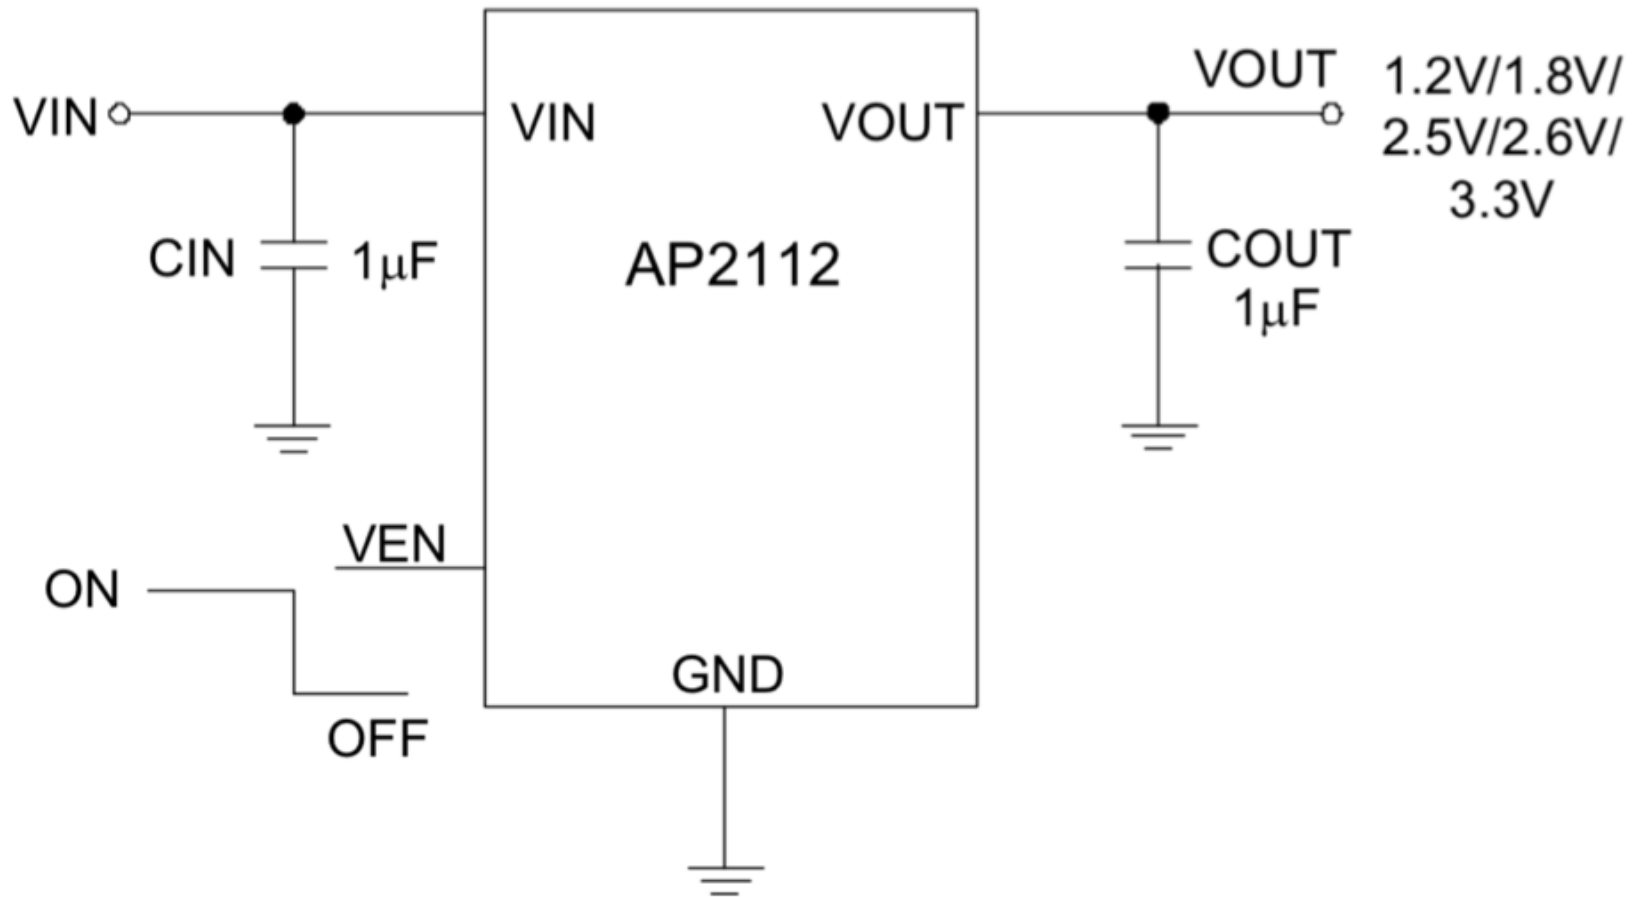 VIN
VIN
VOUT
VOUT
1.2V/1.8V/
2.5V/2.6V/
3.3V
CIN
1μF
AP2112
COUT
1μF
VEN
ON
OFF
GND